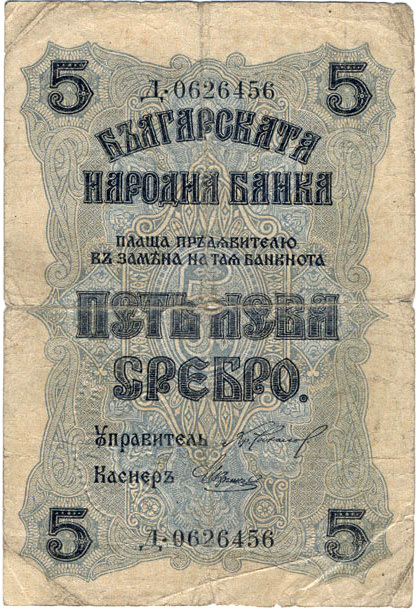 5 Д·0626456 5
БЪЛГАРСКАТА
НАРОДНА БАНКА
ПЛАЩА ПРѢДЯВИТЕЛЮ
ВЪ ЗАМѢНА НА ТАЯ БАНКНОТА
ПЕТЬ ЛЕВА
СРЕБРО.
Управитель
Касиеръ
5 Д·0626456 5